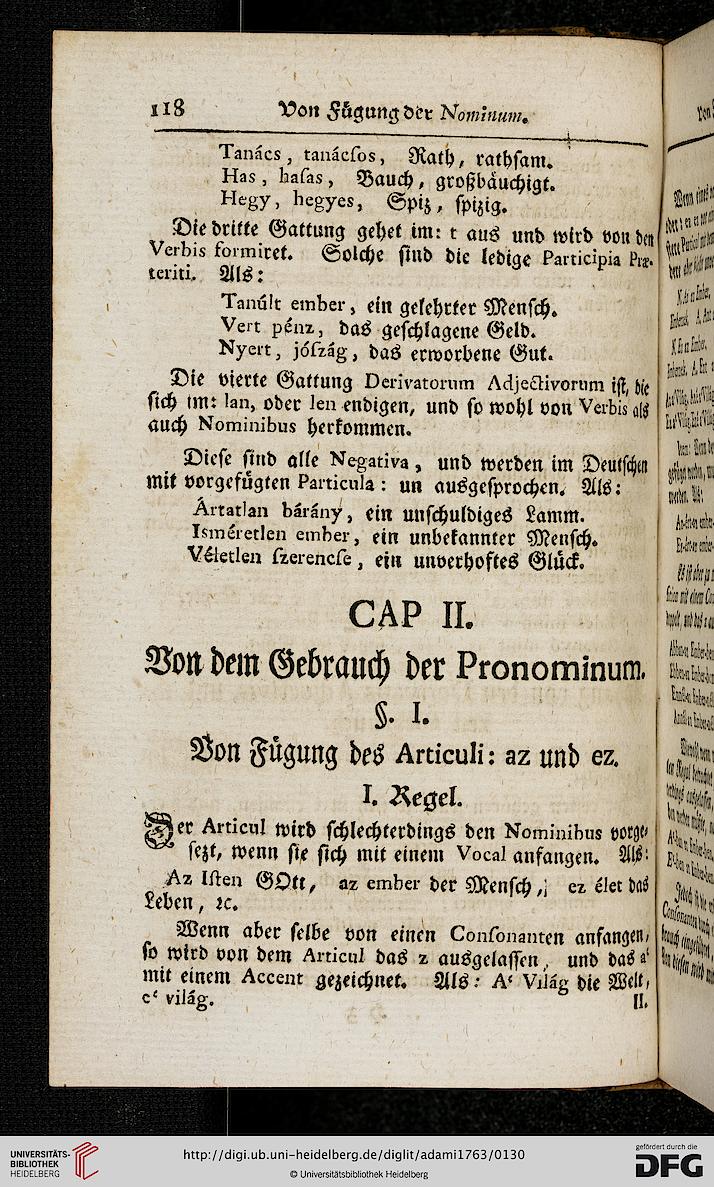 118 Von Fügung der Nominum.
Tanács, tanácsos, Rath, rathsam.
Has, hasas, Bauch, großbäuchigt.
Hegy, hegyes, Spiz, spizig.
Die dritte Gattung gehet im: t aus und wird von den
Verbis formiret. Solche sind die ledige Participia Præ-
teriti. Als:
Tanúlt ember, ein gelehrter Mensch.
Vert pénz, das geschlagene Geld.
Nyert, jószág, das erworbene Gut.
Die vierte Gattung Derivatorum Adjectivorum ist, die
sich im: lan, oder len endigen, und so wohl von Verbis als
auch Nominibus herkommen.
Diese sind alle Negativa, und werden im Deutschen
mit vorgefügten Particula: un ausgesprochen. Als:
Ártatlan bárány, ein unschuldiges Lamm.
Isméretlen ember, ein unbekannter Mensch.
Véletlan szerencse, ein unverhoftes Glück.
CAP II.
Von dem Gebrauch der Pronominum.
§. I.
Von Fügung des Articuli: az und ez.
I. Regel.
Der Articul wird schlechterdings den Nominibus vorge-
sezt, wenn sie sich mit einem Vocal anfangen. Als:
Az Isten GOtt, az ember der Mensch, ez élet das
Leben, ꝛc.
Wenn aber selbe von einen Consonanten anfangen,
so wird von dem Articul das z ausgelassen, und das a‘
mit einem Accent gezeichnet. Als: A‘ Világ die Welt,
e‘ világ.
II.
UNIVERSITÄTS-
BIBLIOTHEK
HEIDELBERG
http://digi.ub.uni-heidelberg.de/diglit/adami1763/0130
© Universitätsbibliothek Heidelberg
gefördert durch die
DFG